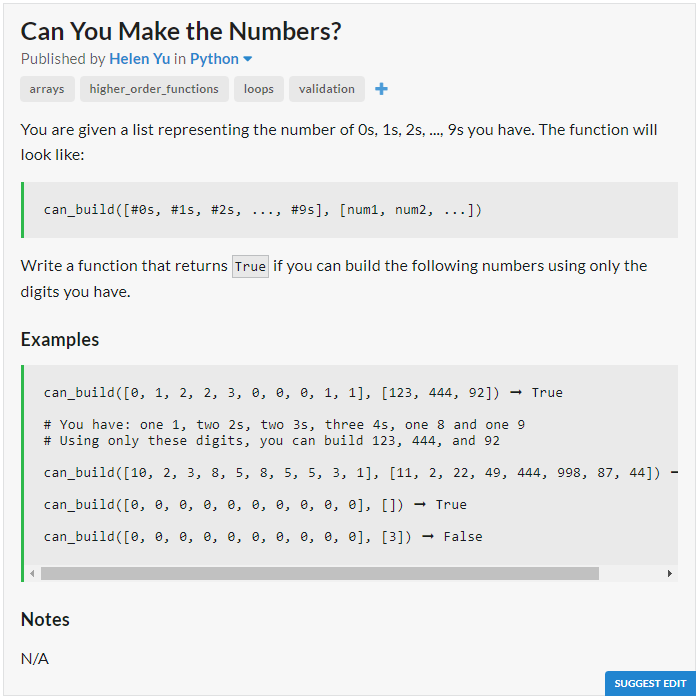 Can You Make the Numbers?
Published by Helen Yu in Python
arrays higher_order_functions loops validation +
You are given a list representing the number of 0s, 1s, 2s, ..., 9s you have. The function will
look like:
can_build([#0s, #1s, #2s, ..., #9s], [num1, num2, ...])
Write a function that returns True if you can build the following numbers using only the
digits you have.
Examples
can_build([0, 1, 2, 2, 3, 0, 0, 0, 1, 1], [123, 444, 92]) ➞ True
# You have: one 1, two 2s, two 3s, three 4s, one 8 and one 9
# Using only these digits, you can build 123, 444, and 92
can_build([10, 2, 3, 8, 5, 8, 5, 5, 3, 1], [11, 2, 22, 49, 444, 998, 87, 44])
can_build([0, 0, 0, 0, 0, 0, 0, 0, 0, 0], []) ➞ True
can_build([0, 0, 0, 0, 0, 0, 0, 0, 0, 0], [3]) ➞ False
Notes
N/A
SUGGEST EDIT